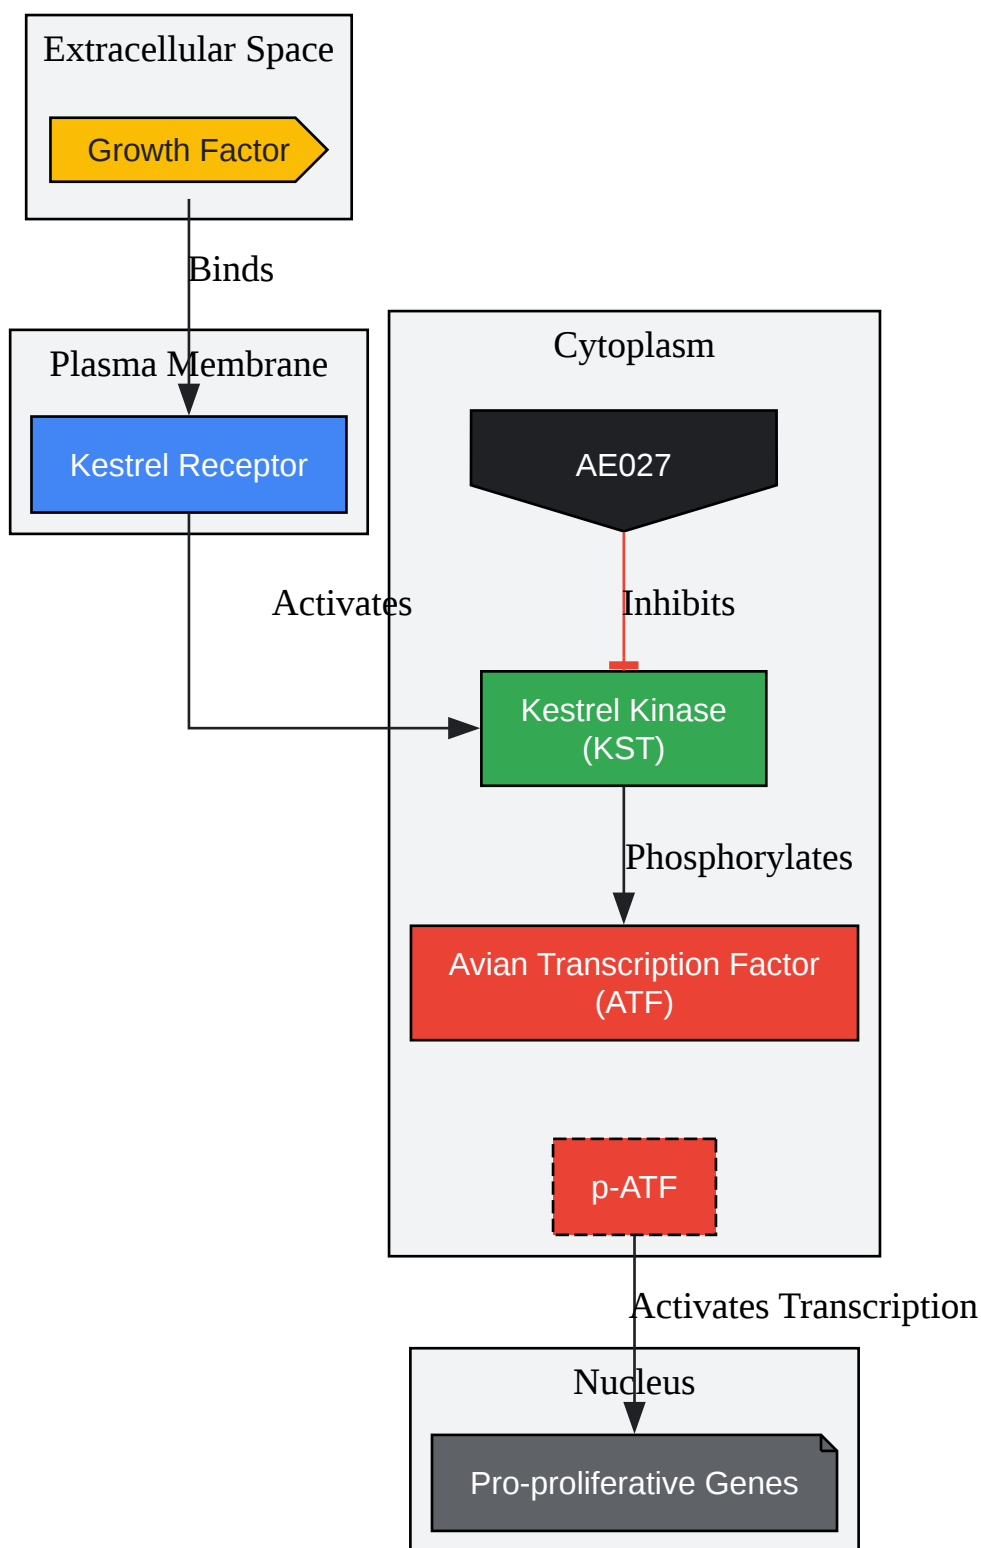 Extracellular Space
Growth Factor
Binds
Plasma Membrane
Kestrel Receptor
Activates
Cytoplasm
AE027
Inhibits
Kestrel Kinase
(KST)
Phosphorylates
Avian Transcription Factor
(ATF)
p-ATF
Activates Transcription
Nucleus
Pro-proliferative Genes